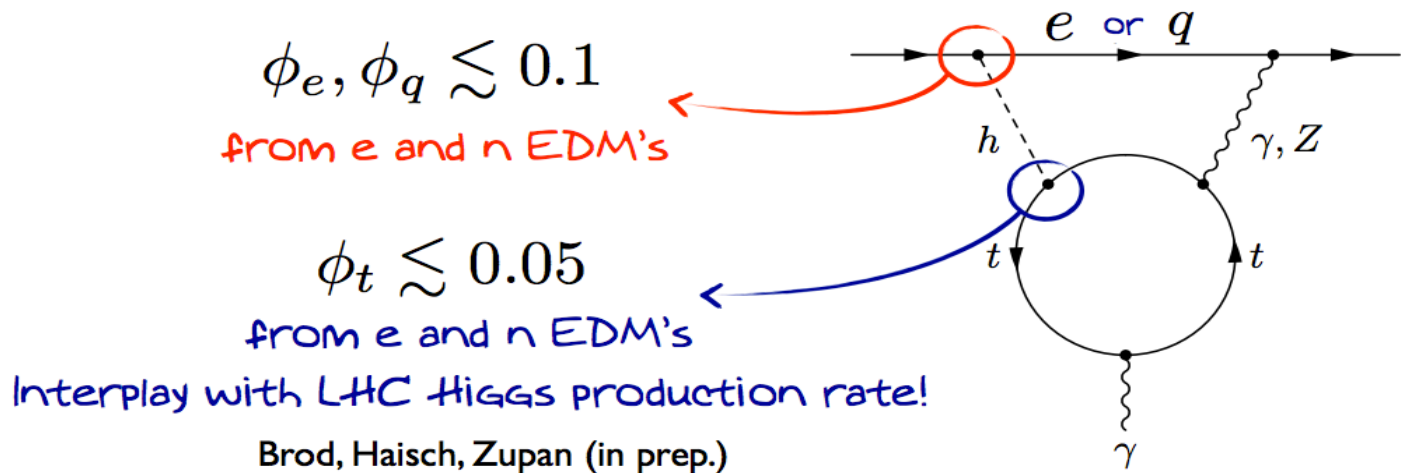 ϕ_e, ϕ_q ≲ 0.1
from e and n EDM's
ϕ_t ≲ 0.05
from e and n EDM's
Interplay with LHC Higgs production rate!
Brod, Haisch, Zupan (in prep.)
e or q
h
γ, Z
t
t
γ